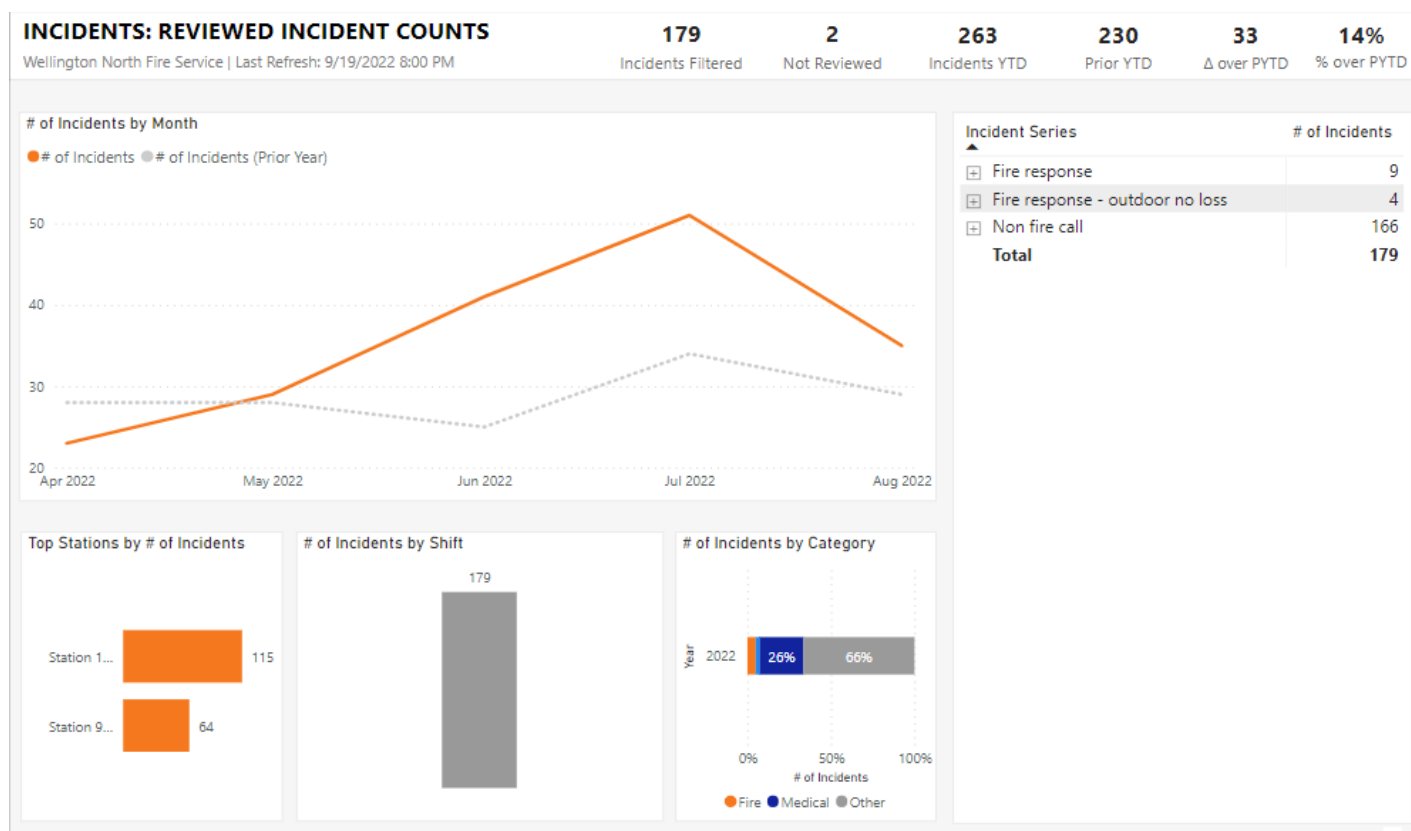 INCIDENTS: REVIEWED INCIDENT COUNTS
Wellington North Fire Service | Last Refresh: 9/19/2022 8:00 PM
179
Incidents Filtered
2
Not Reviewed
263
Incidents YTD
230
Prior YTD
33
Δ over PYTD
14%
% over PYTD
# of Incidents by Month
# of Incidents # of Incidents (Prior Year)
50
40
30
20
Apr 2022 May 2022 Jun 2022 Jul 2022 Aug 2022
Incident Series # of Incidents
Fire response 9
Fire response - outdoor no loss 4
Non fire call 166
Total 179
Top Stations by # of Incidents
Station 1... 115
Station 9... 64
# of Incidents by Shift
179
# of Incidents by Category
Year
2022 26% 66%
0% 50% 100%
# of Incidents
Fire Medical Other